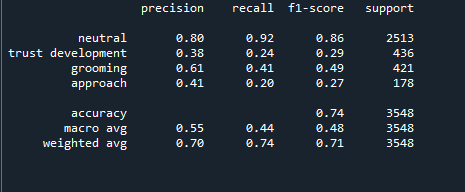 precision recall f1-score support
neutral 0.80 0.92 0.86 2513
trust development 0.38 0.24 0.29 436
grooming 0.61 0.41 0.49 421
approach 0.41 0.20 0.27 178
accuracy 0.74 3548
macro avg 0.55 0.44 0.48 3548
weighted avg 0.70 0.74 0.71 3548